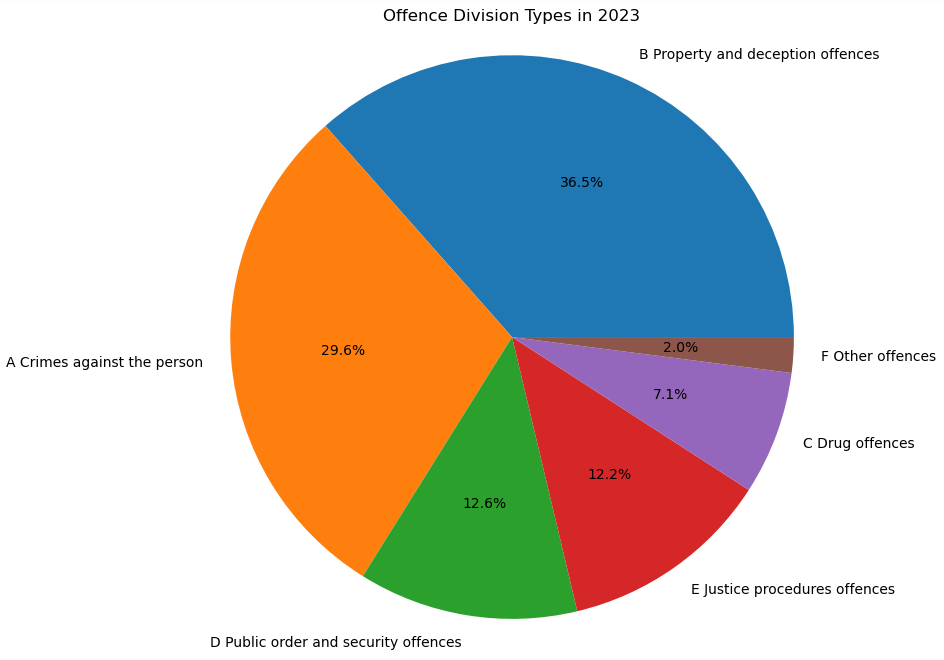 Offence Division Types in 2023
B Property and deception offences
36.5%
A Crimes against the person
29.6%
2.0%
F Other offences
7.1%
C Drug offences
12.2%
12.6%
E Justice procedures offences
D Public order and security offences